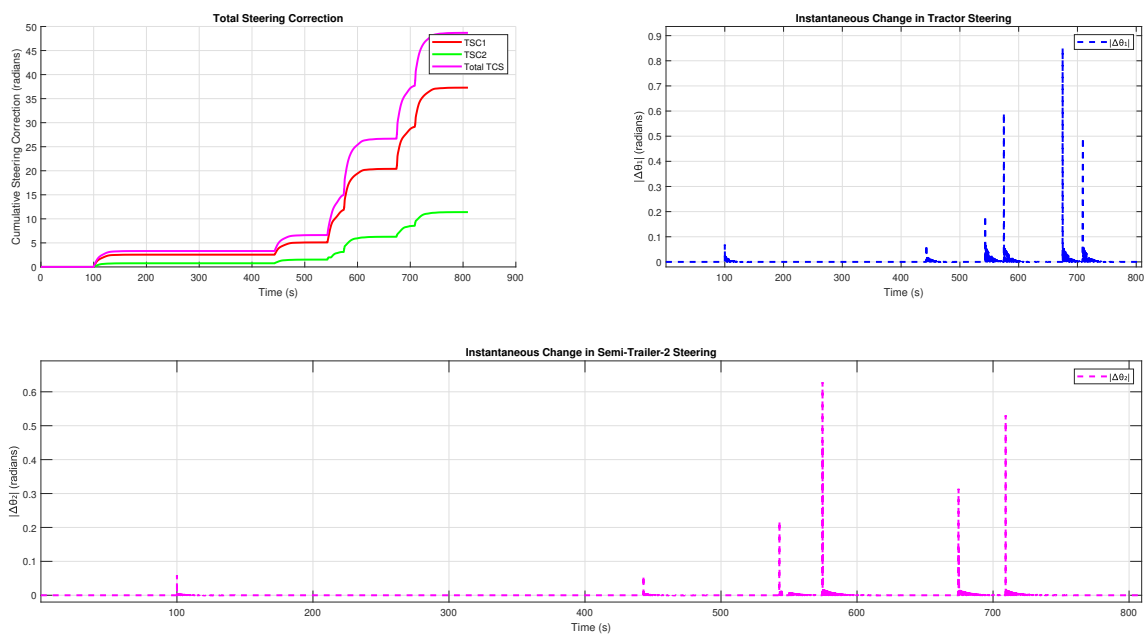 Total Steering Correction
Cumulative Steering Correction (radians)
50
45
40
35
30
25
20
15
10
5
0
0 100 200 300 400 500 600 700 800 900
Time (s)
TSC1
TSC2
Total TCS
Instantaneous Change in Tractor Steering
|Δθ₁| (radians)
0.9
0.8
0.7
0.6
0.5
0.4
0.3
0.2
0.1
0
100 200 300 400 500 600 700 800
Time (s)
|Δθ₁|
Instantaneous Change in Semi-Trailer-2 Steering
|Δθ₂| (radians)
0.6
0.5
0.4
0.3
0.2
0.1
0
100 200 300 400 500 600 700 800
Time (s)
|Δθ₂|